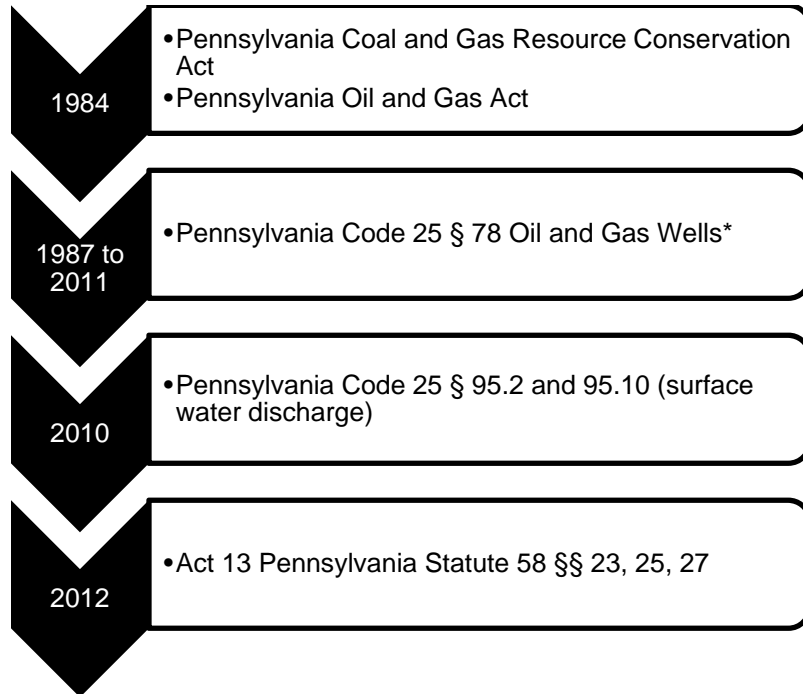 1984
•Pennsylvania Coal and Gas Resource Conservation
Act
•Pennsylvania Oil and Gas Act
1987 to
2011
•Pennsylvania Code 25 § 78 Oil and Gas Wells*
2010
•Pennsylvania Code 25 § 95.2 and 95.10 (surface
water discharge)
2012
•Act 13 Pennsylvania Statute 58 §§ 23, 25, 27